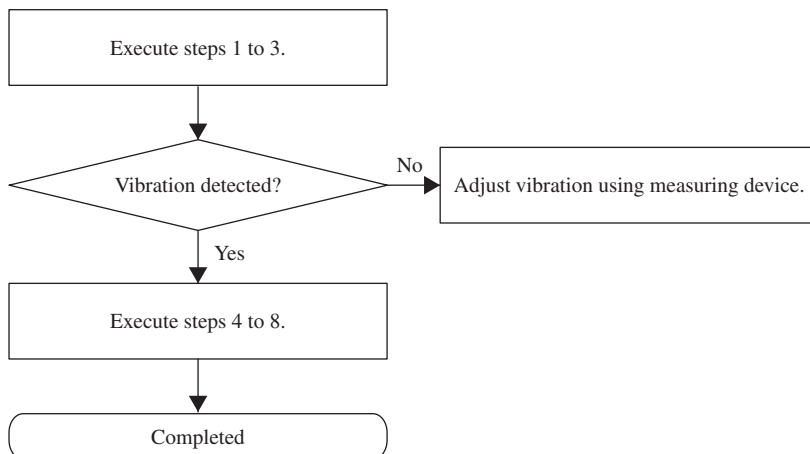 Execute steps 1 to 3.
Vibration detected?
No
Adjust vibration using measuring device.
Yes
Execute steps 4 to 8.
Completed